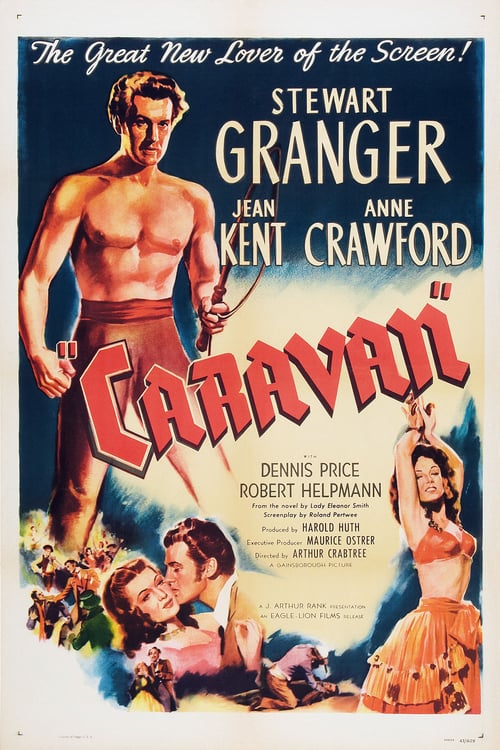 The Great New Lover of the Screen!
STEWART
GRANGER
JEAN ANNE
KENT CRAWFORD
"CARAVAN"
WITH
DENNIS PRICE
ROBERT HELPMANN
From the novel by Lady Eleanor Smith
Screenplay by Roland Pertwee
Produced by HAROLD HUTH
Executive Producer MAURICE OSTRER
Directed by ARTHUR CRABTREE
A GAINSBOROUGH PICTURE
A J. ARTHUR RANK PRESENTATION
AN EAGLE-LION FILMS RELEASE